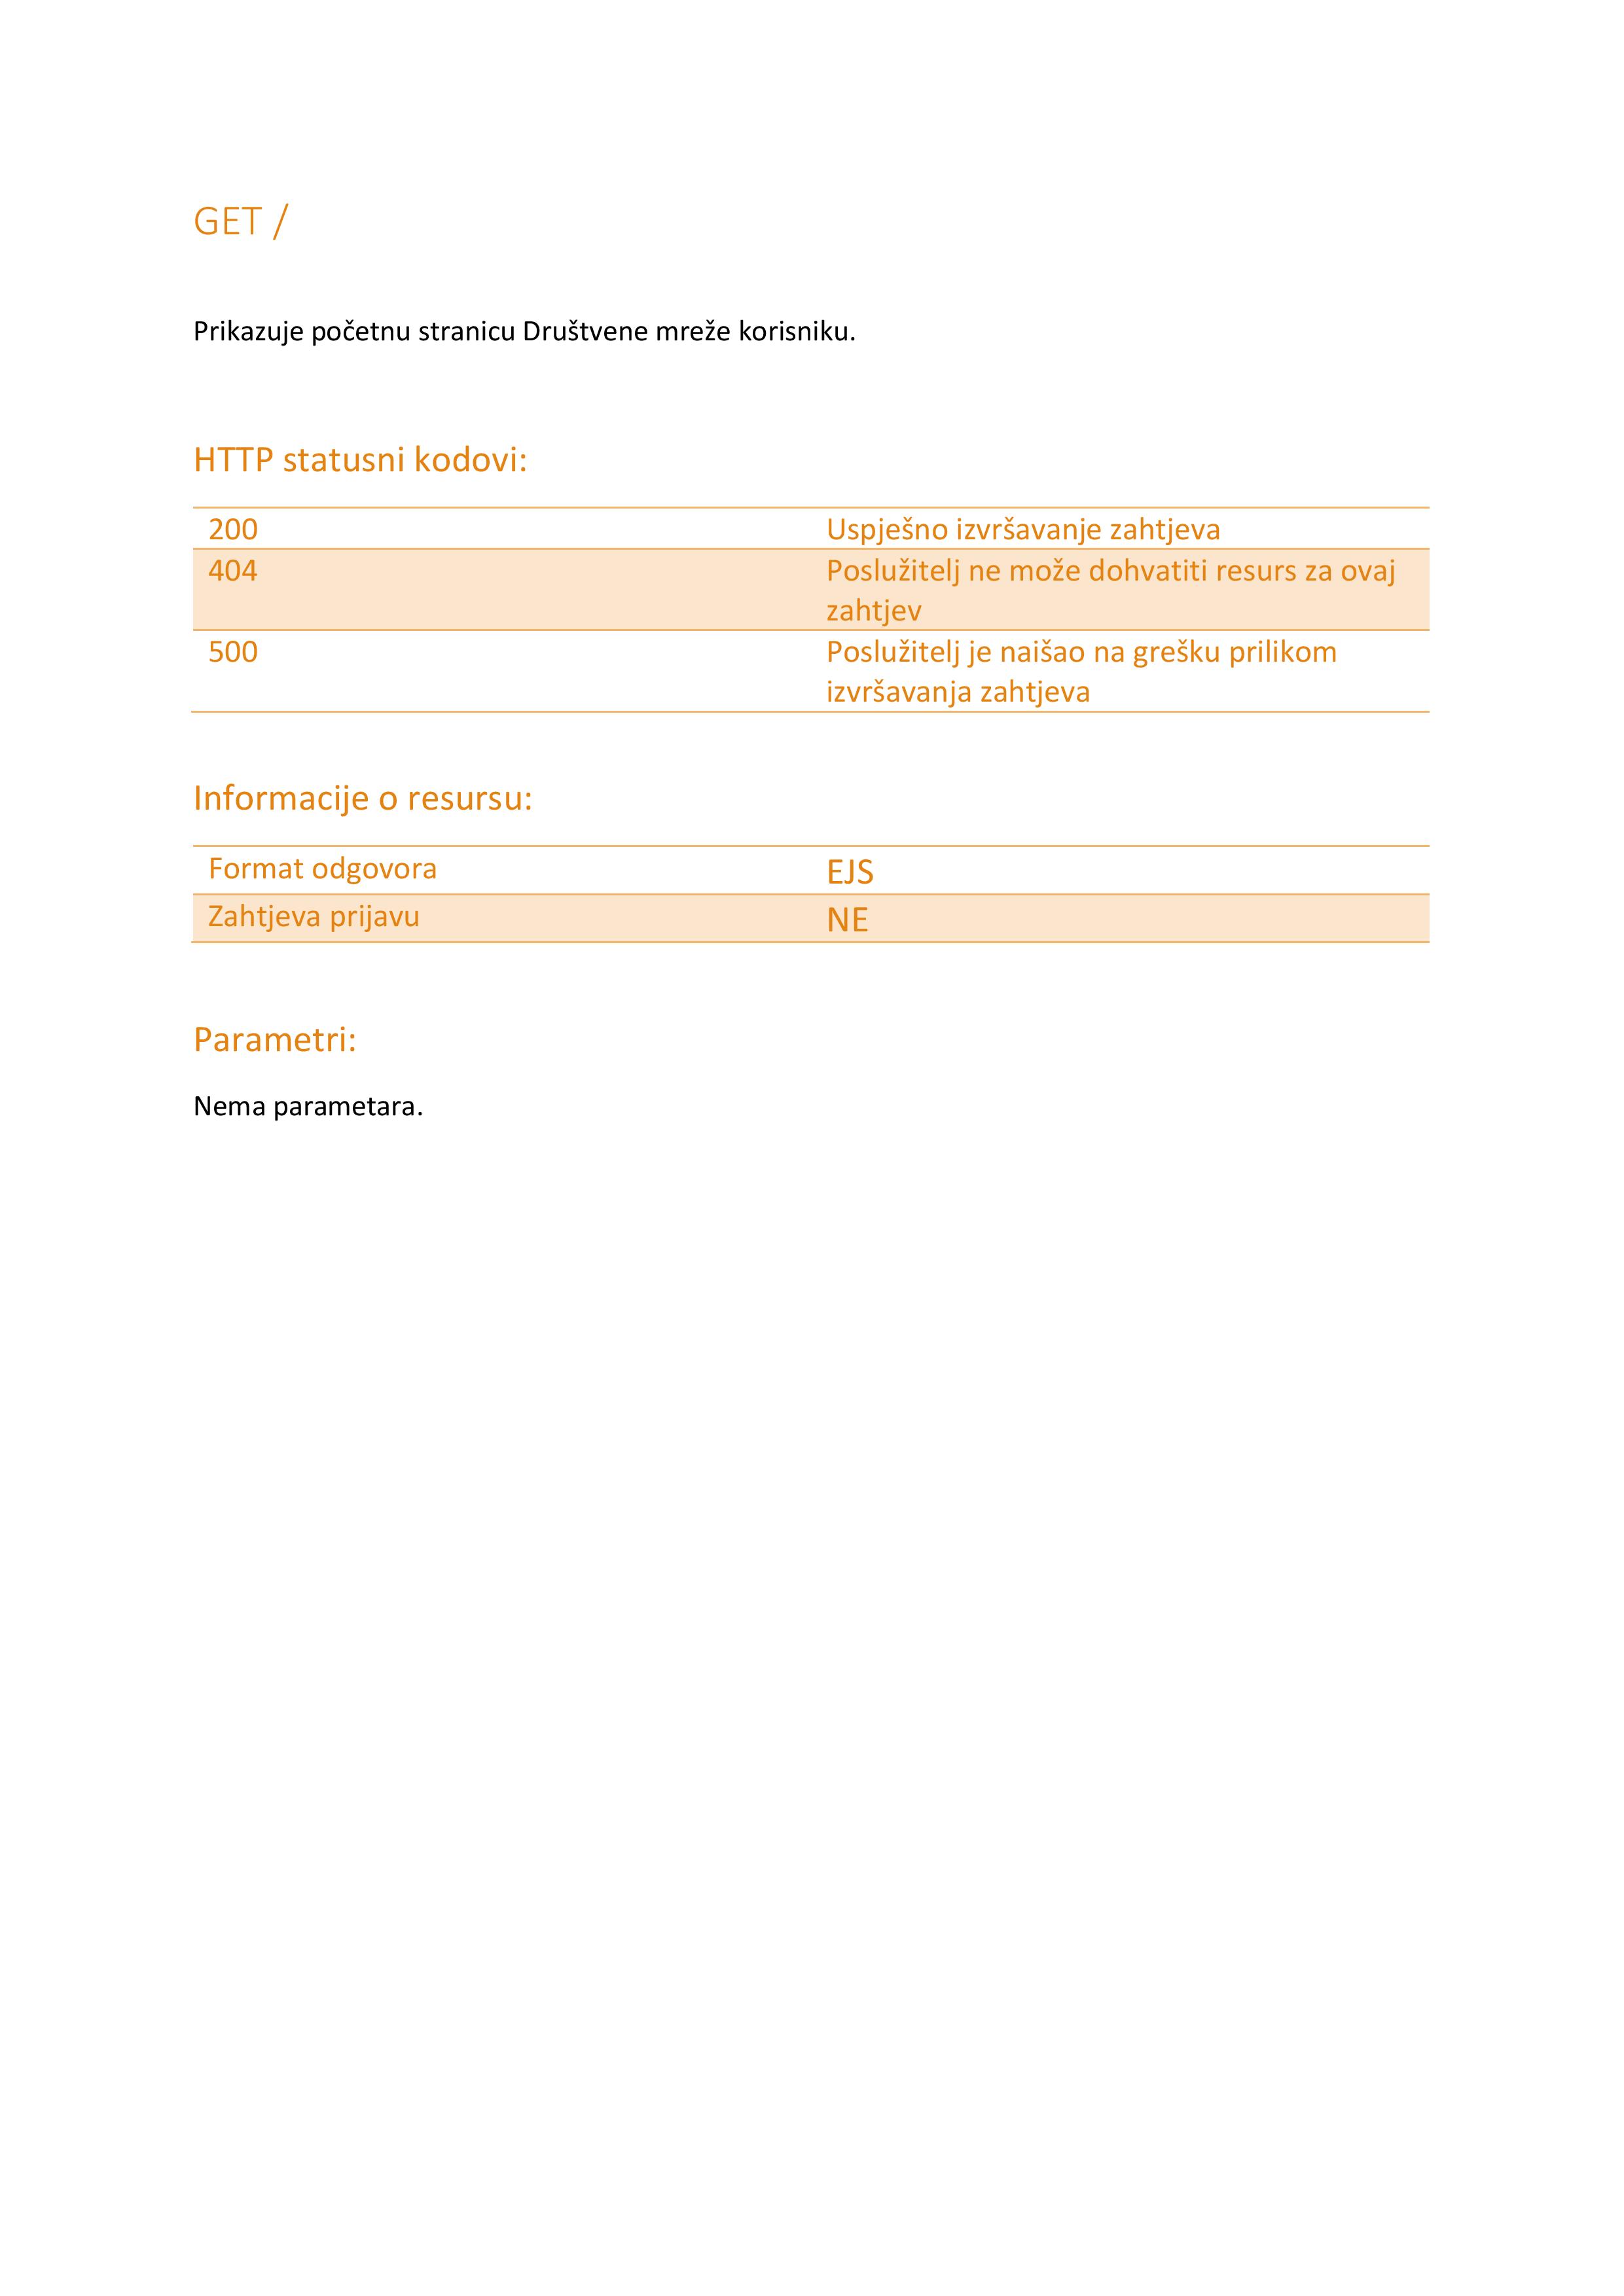 GET /
Prikazuje početnu stranicu Društvene mreže korisniku.
HTTP statusni kodovi:
200 Uspješno izvršavanje zahtjeva
404 Poslužitelj ne može dohvatiti resurs za ovaj
zahtjev
500 Poslužitelj je naišao na grešku prilikom
izvršavanja zahtjeva
Informacije o resursu:
Format odgovora EJS
Zahtjeva prijavu NE
Parametri:
Nema parametara.